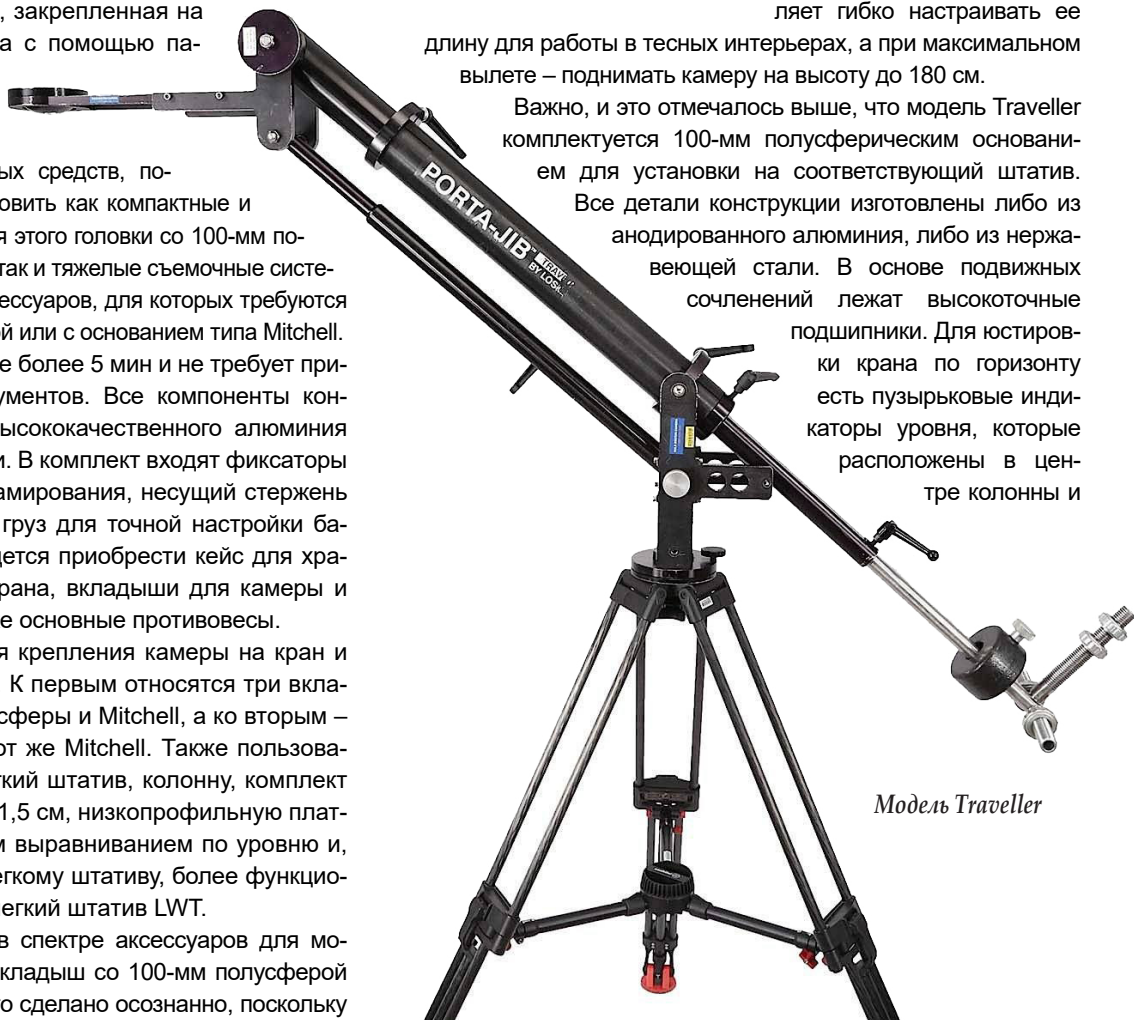 , закрепленная на
а с помощью па-
ых средств, по-
овить как компактные и
я этого головки со 100-мм по-
так и тяжелые съемочные систе-
ессуаров, для которых требуются
й или с основанием типа Mitchell.
е более 5 мин и не требует при-
ументов. Все компоненты кон-
ысококачественного алюминия
и. В комплект входят фиксаторы
амирования, несущий стержень
груз для точной настройки ба-
дется приобрести кейс для хра-
рана, вкладыши для камеры и
е основные противовесы.
я крепления камеры на кран и
К первым относятся три вкла-
сферы и Mitchell, а ко вторым –
от же Mitchell. Также пользова-
гкий штатив, колонну, комплект
1,5 см, низкопрофильную плат-
м выравниванием по уровню и,
егкому штативу, более функцио-
легкий штатив LWT.
в спектре аксессуаров для мо-
кладыш со 100-мм полусферой
то сделано осознанно, поскольку
ляет гибко настраивать ее
длину для работы в тесных интерьерах, а при максимальном
вылете – поднимать камеру на высоту до 180 см.
Важно, и это отмечалось выше, что модель Traveller
комплектуется 100-мм полусферическим основани-
ем для установки на соответствующий штатив.
Все детали конструкции изготовлены либо из
анодированного алюминия, либо из нержа-
веющей стали. В основе подвижных
сочленений лежат высокоточные
подшипники. Для юстиров-
ки крана по горизонту
есть пузырьковые инди-
каторы уровня, которые
расположены в цен-
тре колонны и
PORTA-JIB™
BY
Модель Traveller